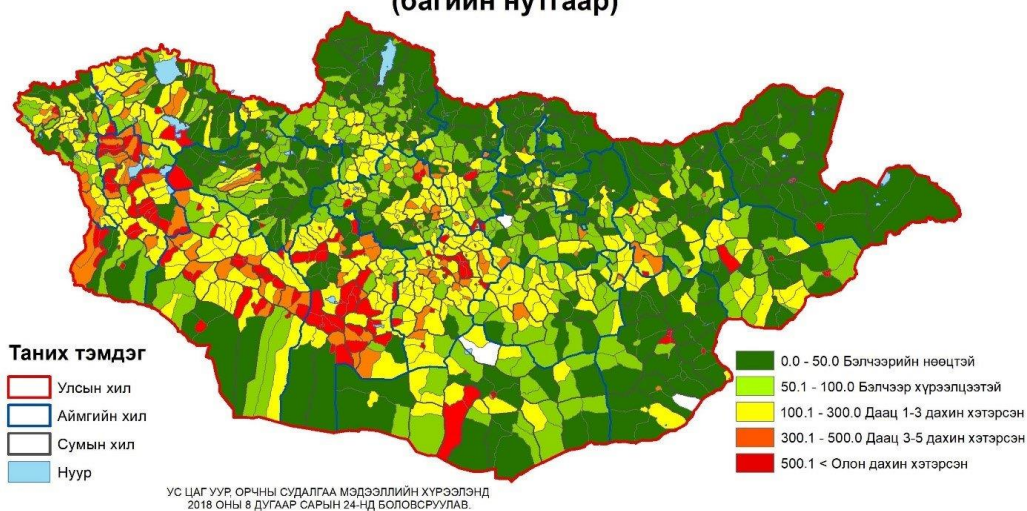 (багийн нутгаар)
Таних тэмдэг
Улсын хил
Аймгийн хил
Сумын хил
Нуур
0.0 - 50.0 Бэлчээрийн нөөцтэй
50.1 - 100.0 Бэлчээр хүрээлцээтэй
100.1 - 300.0 Даац 1-3 дахин хэтэрсэн
300.1 - 500.0 Даац 3-5 дахин хэтэрсэн
500.1 < Олон дахин хэтэрсэн
УС ЦАГ УУР, ОРЧНЫ СУДАЛГАА МЭДЭЭЛЛИЙН ХҮРЭЭЛЭНД
2018 ОНЫ 8 ДУГААР САРЫН 24-НД БОЛОВСРУУЛАВ.